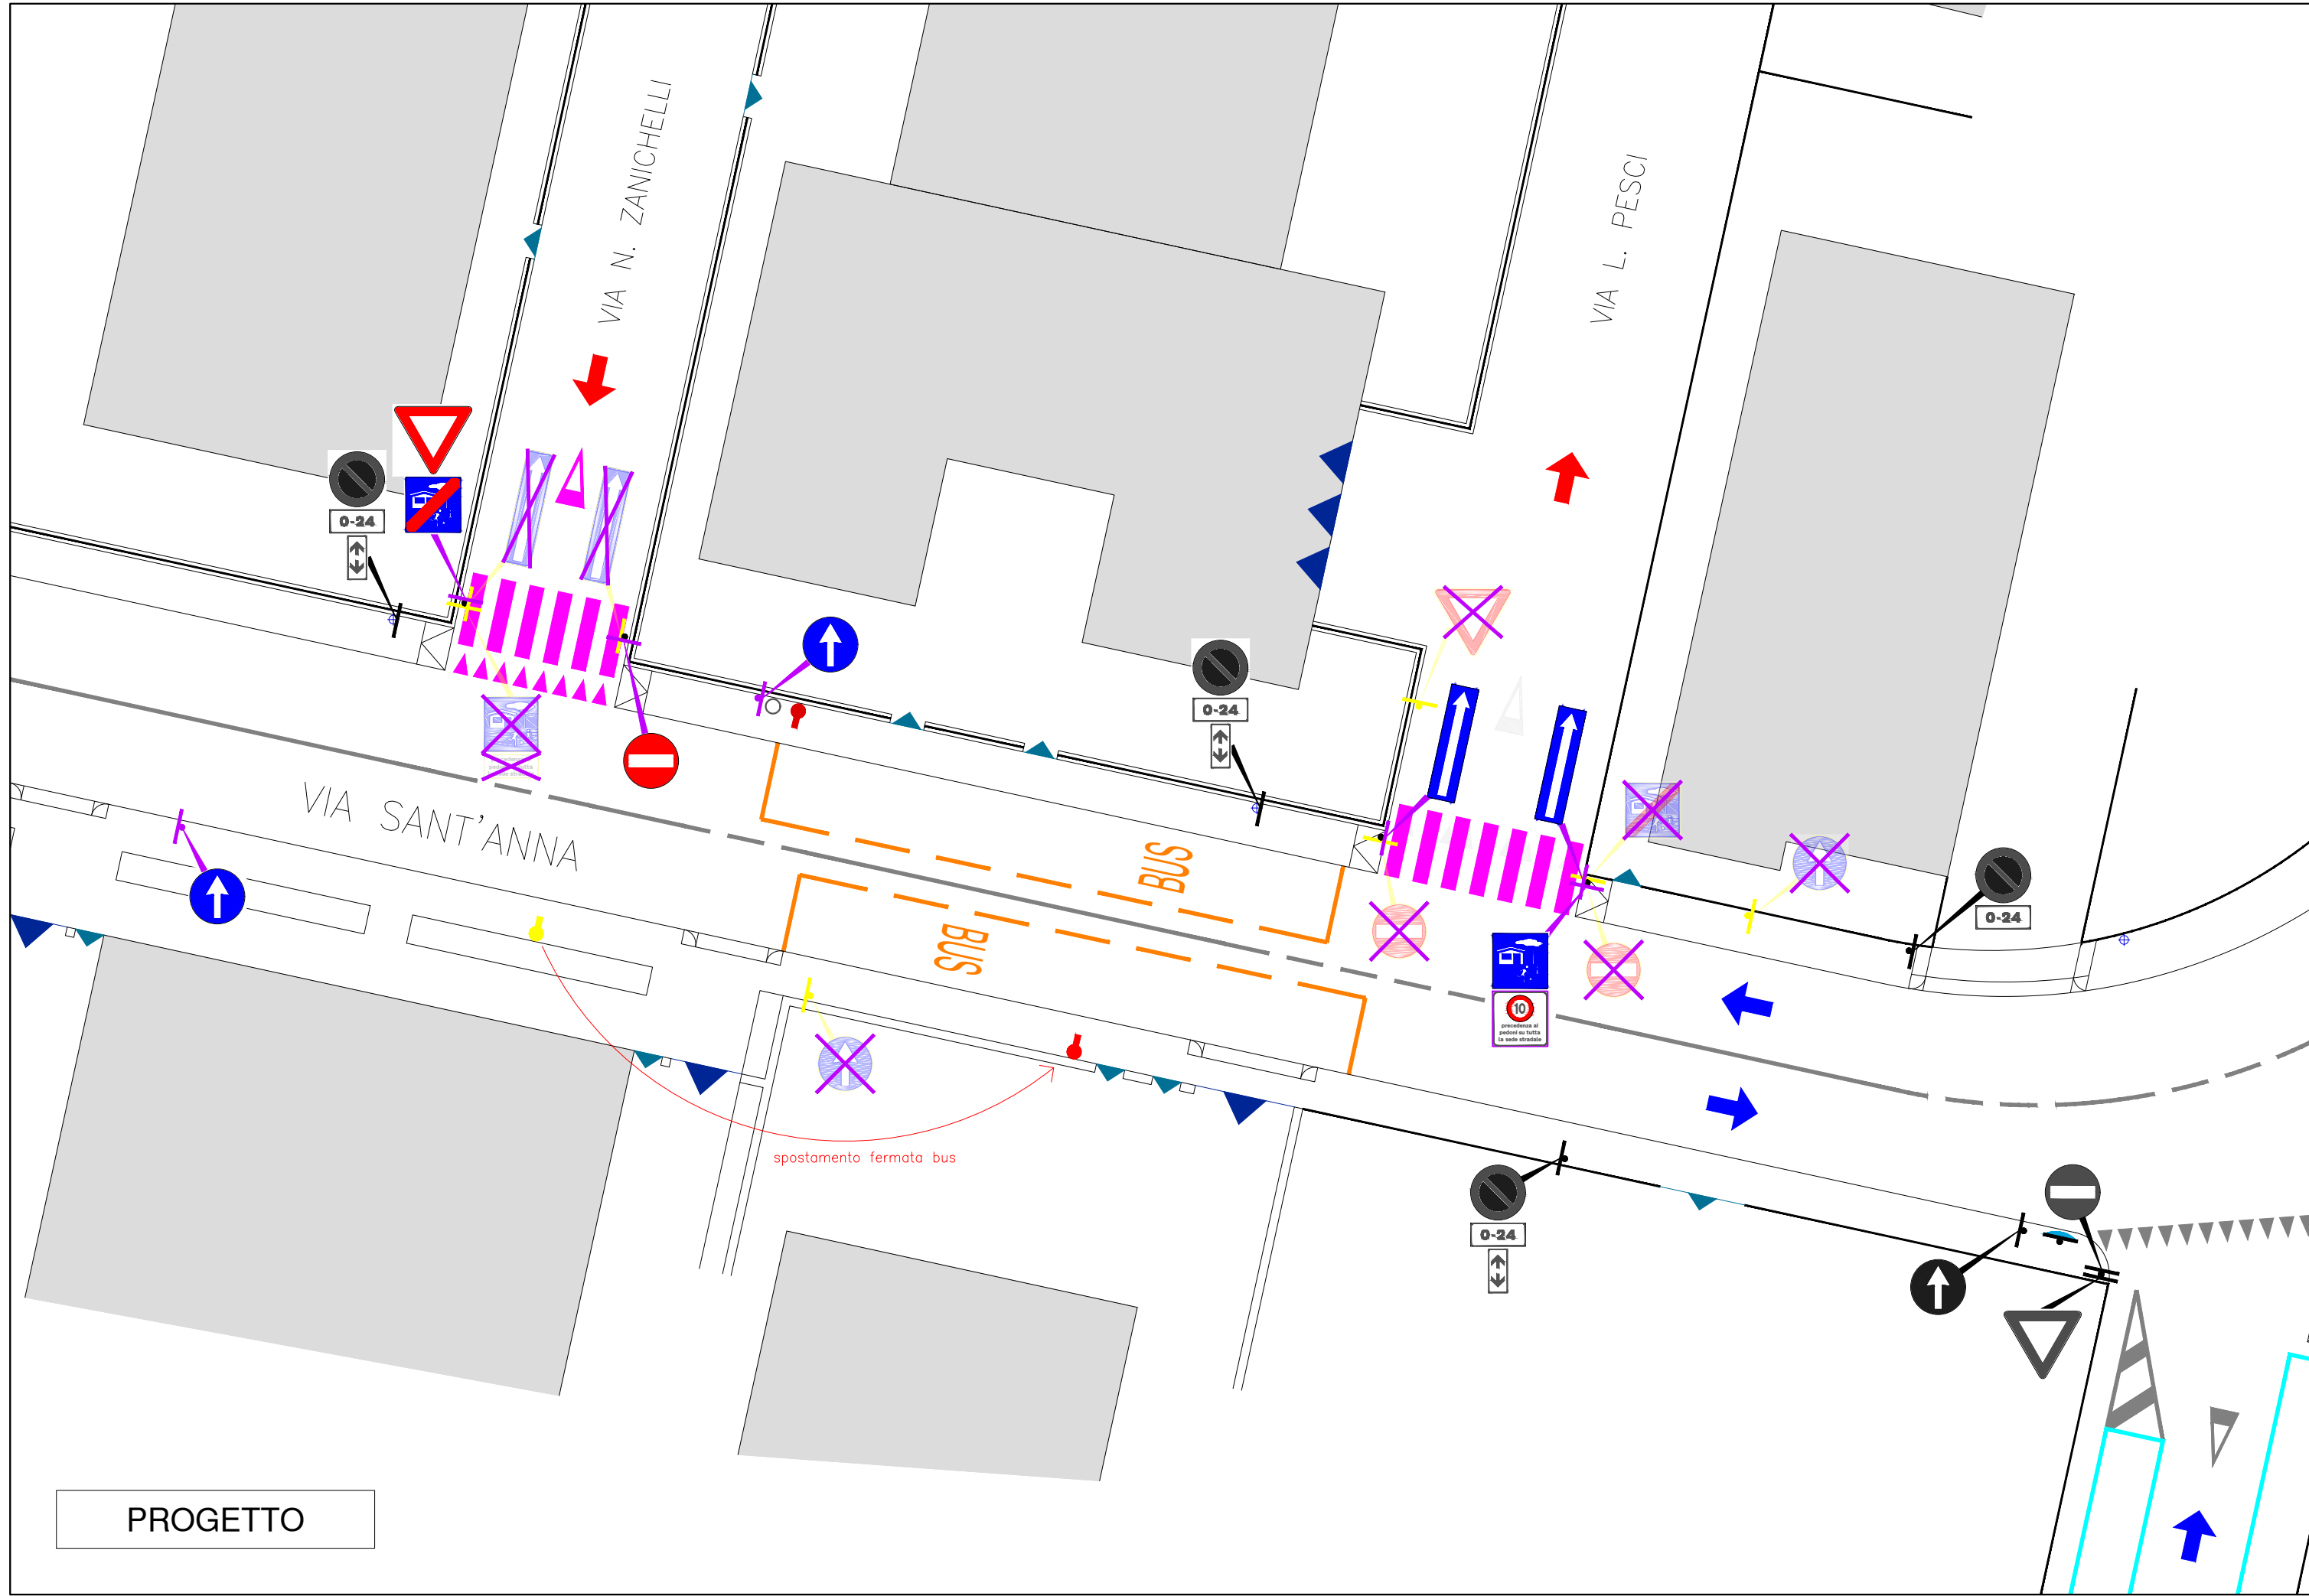 VIA N. ZANICHELLI
VIA L. PESCI
0-24
0-24
VIA SANT'ANNA
BUS
BUS
0-24
10
precedenza ai
pedoni su tutta
la sede stradale
spostamento fermata bus
0-24
PROGETTO